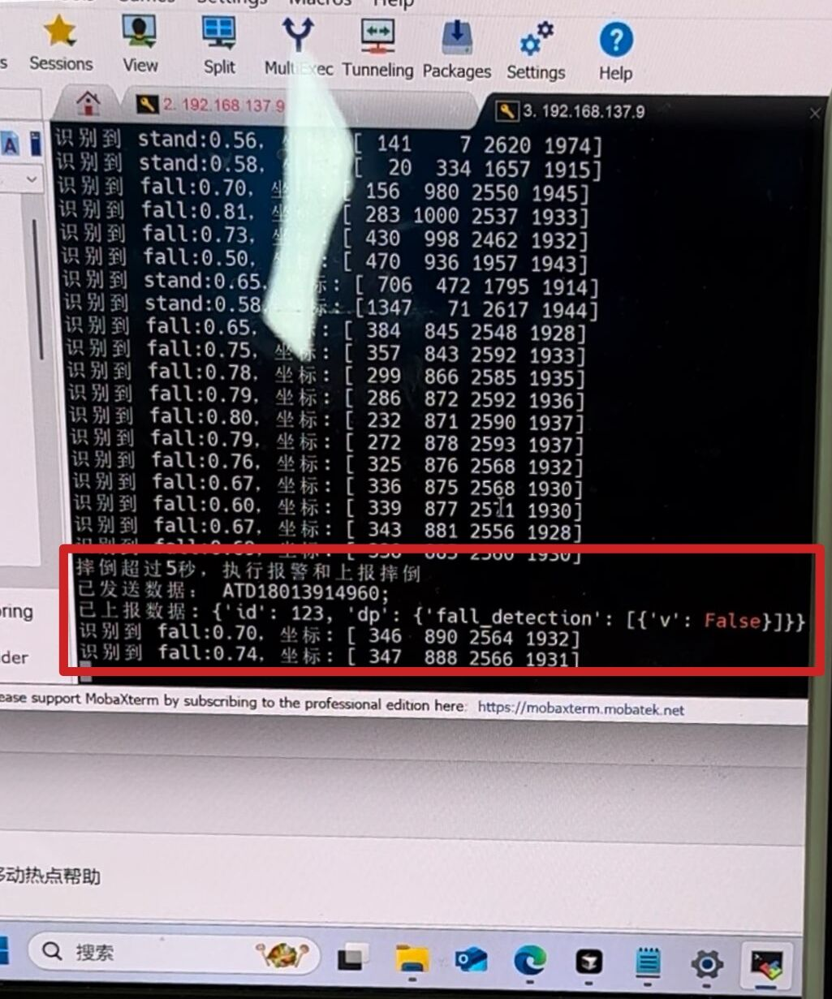 Games Settings Macros Help
s Sessions View Split MultiExec Tunneling Packages Settings Help
2. 192.168.137.9 3. 192.168.137.9
识别到 stand:0.56, 坐 [ 141 7 2620 1974]
识别到 stand:0.58, [ 20 334 1657 1915]
识别到 fall:0.70, 坐 [ 156 980 2550 1945]
识别到 fall:0.81, 坐 [ 283 1000 2537 1933]
识别到 fall:0.73, 坐 [ 430 998 2462 1932]
识别到 fall:0.50, : [ 470 936 1957 1943]
识别到 stand:0.65, 标: [ 706 472 1795 1914]
识别到 stand:0.58 标: [1347 71 2617 1944]
识别到 fall:0.65, 标: [ 384 845 2548 1928]
识别到 fall:0.75, 坐标: [ 357 843 2592 1933]
识别到 fall:0.78, 坐标: [ 299 866 2585 1935]
识别到 fall:0.79, 坐标: [ 286 872 2592 1936]
识别到 fall:0.80, 坐标: [ 232 871 2590 1937]
识别到 fall:0.79, 坐标: [ 272 878 2593 1937]
识别到 fall:0.76, 坐标: [ 325 876 2568 1932]
识别到 fall:0.67, 坐标: [ 336 875 2568 1930]
识别到 fall:0.60, 坐标: [ 339 877 2571 1930]
识别到 fall:0.67, 坐标: [ 343 881 2556 1928]
摔倒超过5秒, 执行报警和上报摔倒
已发送数据: ATD18013914960;
已上报数据: {'id': 123, 'dp': {'fall_detection': [{'v': False}]}}
识别到 fall:0.70, 坐标: [ 346 890 2564 1932]
识别到 fall:0.74, 坐标: [ 347 888 2566 1931]
oring
der
ease support MobaXterm by subscribing to the professional edition here: https://mobaxterm.mobatek.net
移动热点帮助
搜索